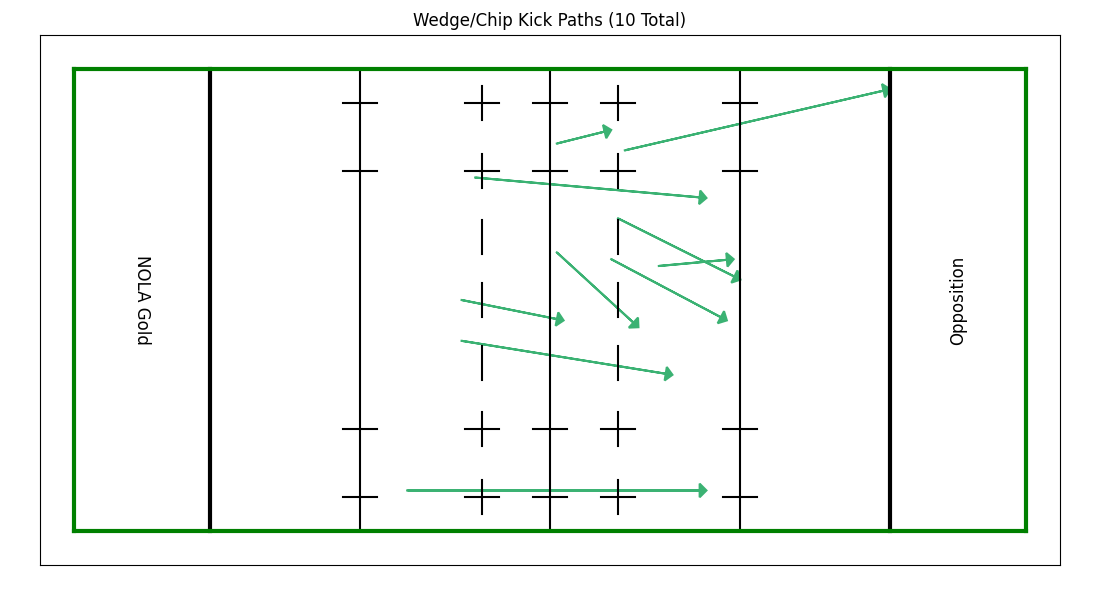 Wedge/Chip Kick Paths (10 Total)
NOLA Gold
Opposition